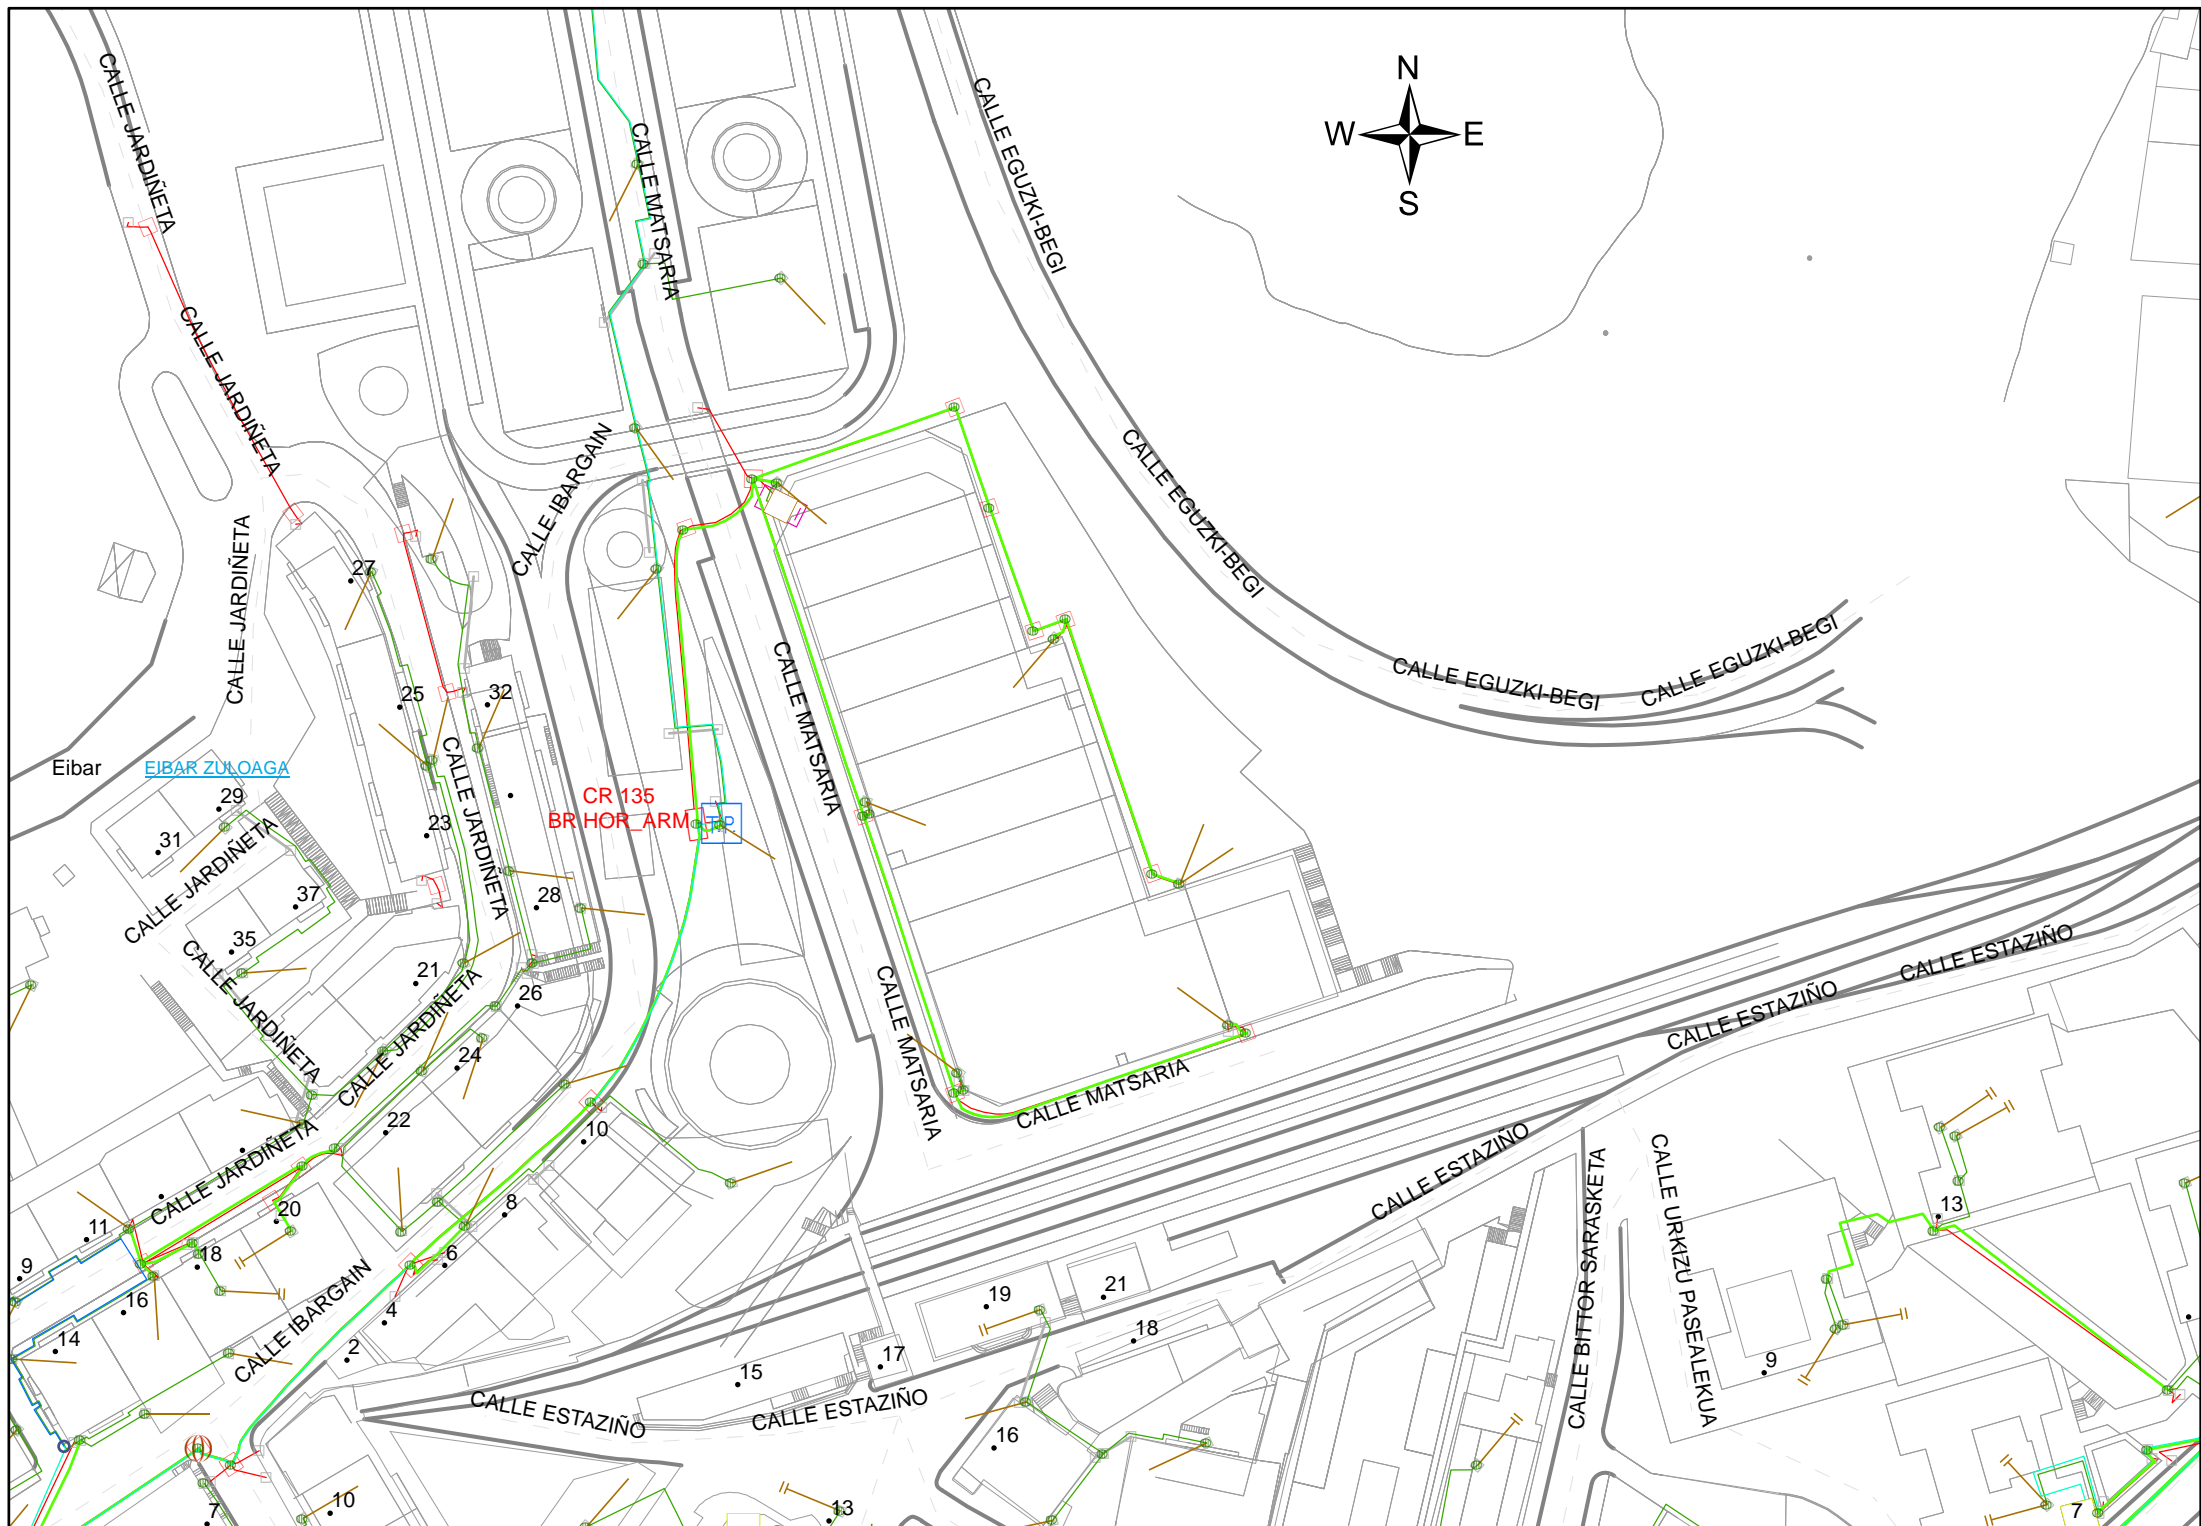 N
W E
S
CALLE JARDIÑETA
CALLE MATSARIA
CALLE EGUZKI-BEGI
CALLE JARDIÑETA
CALLE IBARGAIN
CALLE EGUZKI-BEGI
CALLE JARDIÑETA
27
25
32
CALLE MATSARIA
CALLE EGUZKI-BEGI
CALLE EGUZKI-BEGI
Eibar
EIBAR ZULOAGA
CALLE JARDIÑETA
29
31
23
CR 135
BR HOR_ARM
CALLE JARDIÑETA
37
28
35
CALLE JARDIÑETA
21
CALLE JARDIÑETA
26
CALLE MATSARIA
CALLE MATSARIA
CALLE ESTAZIÑO
CALLE ESTAZIÑO
24
22
10
CALLE JARDIÑETA
CALLE ESTAZIÑO
CALLE BITTOR SARASKETA
CALLE URKIZU PASEALEKUA
11
20
8
13
9
18
6
16
4
CALLE IBARGAIN
14
2
19
21
18
17
15
9
CALLE ESTAZIÑO
CALLE ESTAZIÑO
16
7
10
13
7